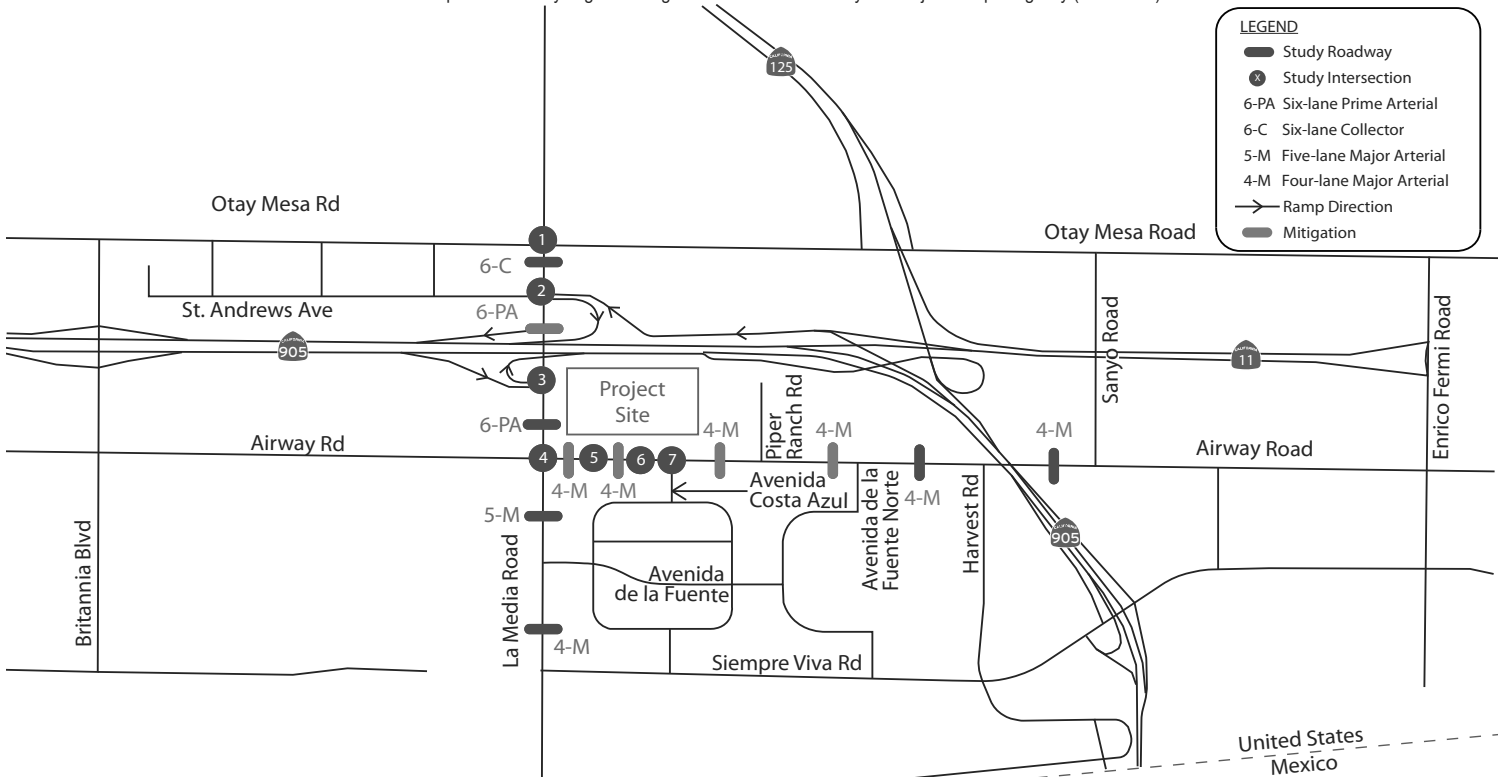 LEGEND
Study Roadway
X Study Intersection
6-PA Six-lane Prime Arterial
6-C Six-lane Collector
5-M Five-lane Major Arterial
4-M Four-lane Major Arterial
Ramp Direction
Mitigation
CALIFORNIA
125
Otay Mesa Rd
Otay Mesa Road
1
6-C
2
St. Andrews Ave
6-PA
CALIFORNIA
905
CALIFORNIA
11
Sanyo Road
Enrico Fermi Road
3
Project
Site
6-PA
Piper
Ranch Rd
4-M
4-M
4-M
Airway Rd
Airway Road
4
5
6
7
4-M
4-M
4-M
Avenida
Costa Azul
Avenida de la
Fuente Norte
Harvest Rd
5-M
CALIFORNIA
905
Britannia Blvd
La Media Road
Avenida
de la Fuente
4-M
Siempre Viva Rd
United States
Mexico